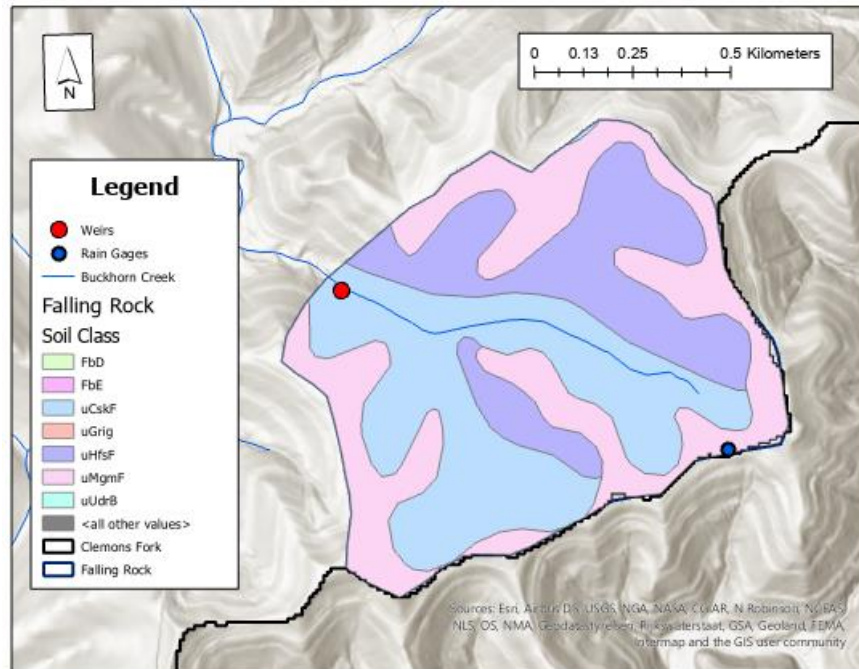 N
0 0.13 0.25 0.5 Kilometers
Legend
Weirs
Rain Gages
Buckhorn Creek
Falling Rock
Soil Class
FbD
FbE
uCskF
uGrig
uHfsF
uMgmF
uUdrB
<all other values>
Clemons Fork
Falling Rock
Sources: Esri, Airbus DS, USGS, NGA, NASA, CGIAR, N Robinson, NCEAS,
NLS, OS, NMA, Geodatastyrelsen, Rijkswaterstaat, GSA, Geoland, FEMA,
Intermap and the GIS user community